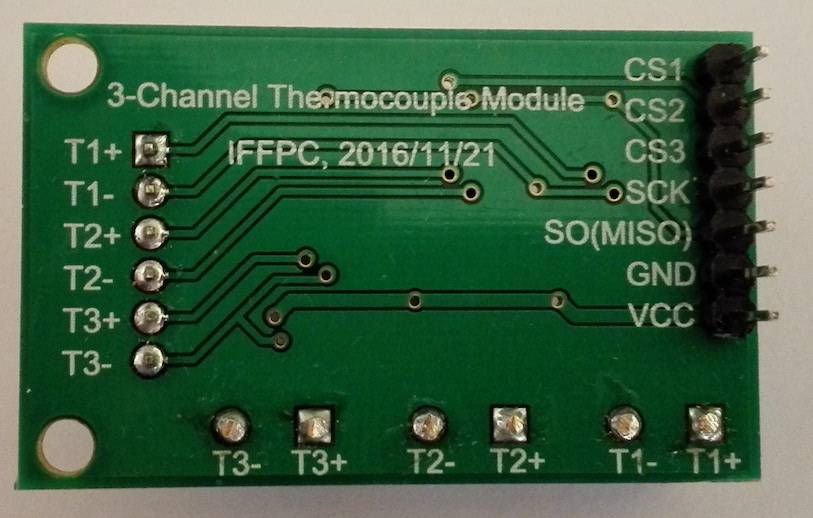 3-Channel Thermocouple Module
IFFPC, 2016/11/21
T1+
T1-
T2+
T2-
T3+
T3-
CS1
CS2
CS3
SCK
SO(MISO)
GND
VCC
T3- T3+ T2- T2+ T1- T1+